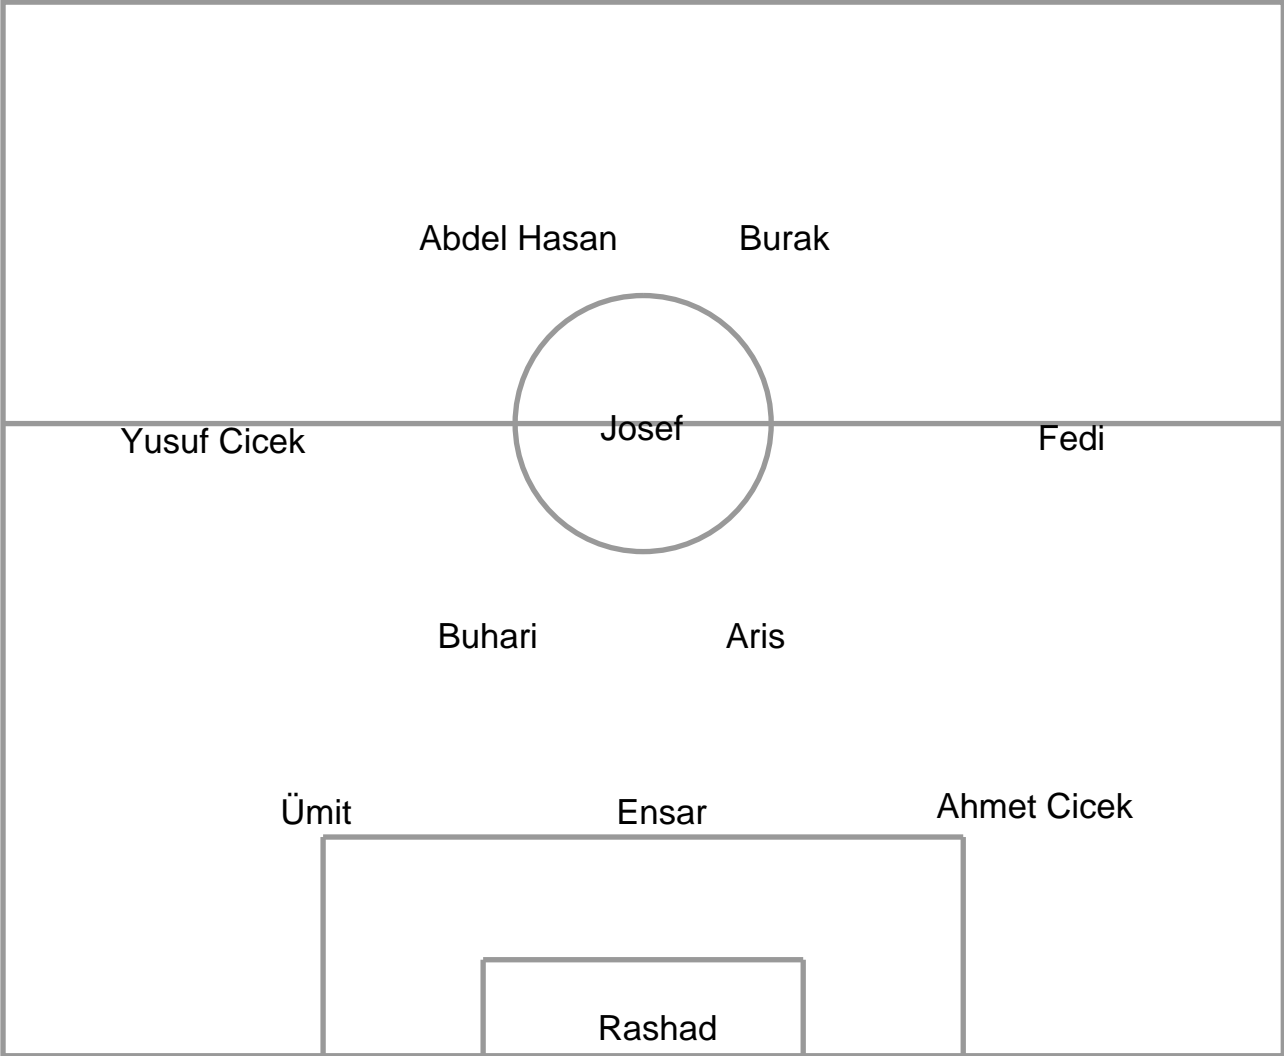 Abdel Hasan Burak
Yusuf Cicek Josef Fedi
Buhari Aris
Ümit Ensar Ahmet Cicek
Rashad